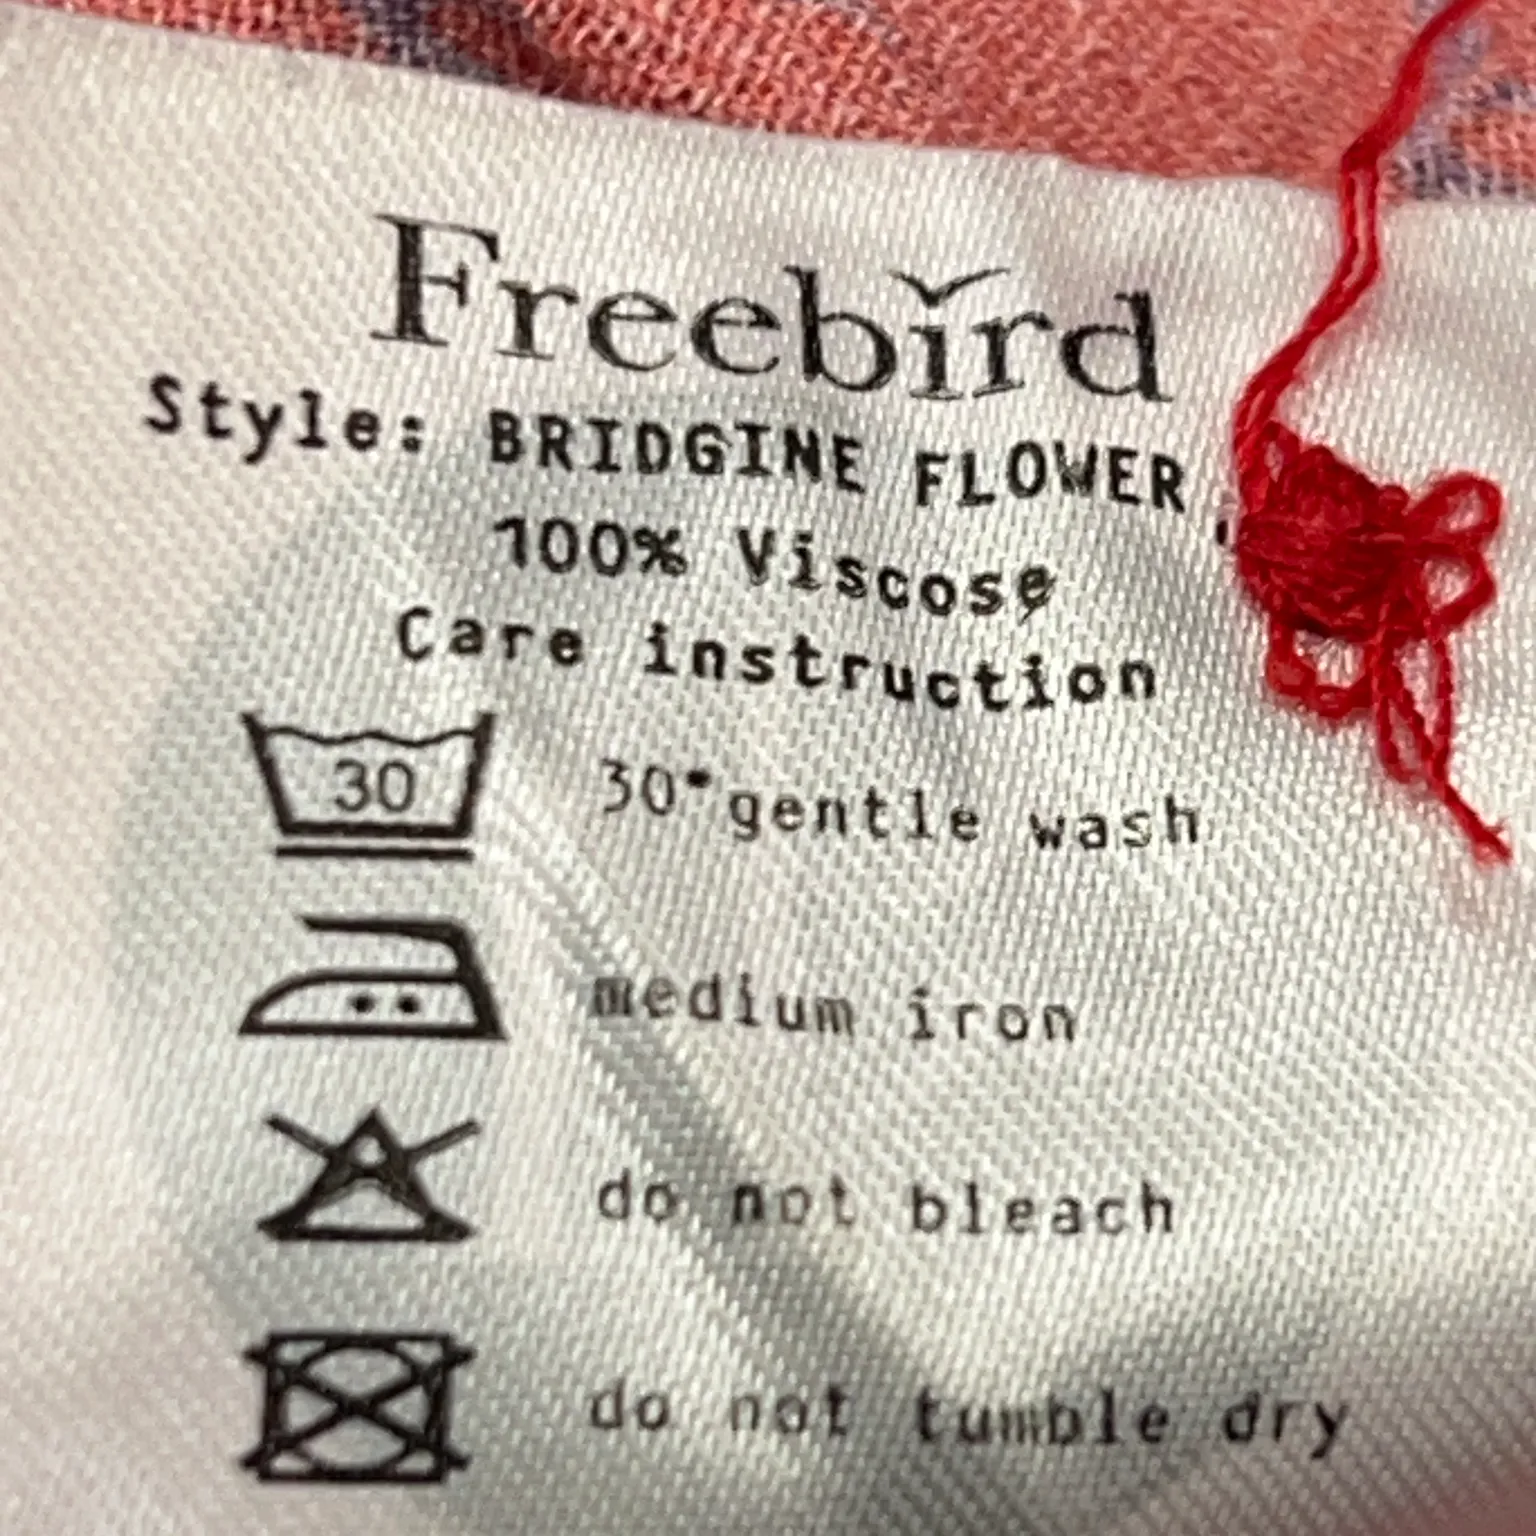 Freebird
Style: BRIDGINE FLOWER
100% Viscose
Care instruction
30 30°gentle wash
medium iron
do not bleach
do not tumble dry